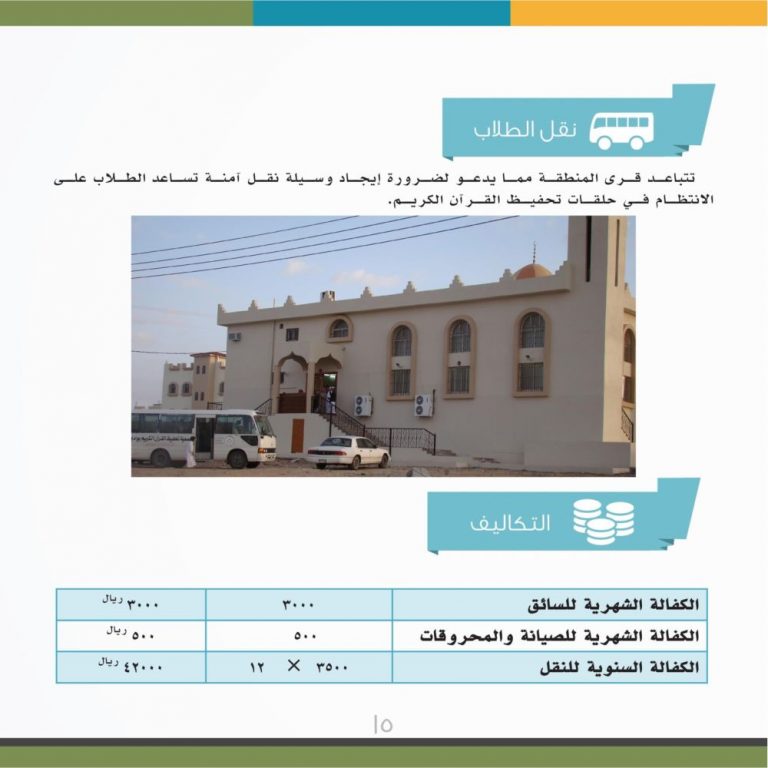 نقل الطلاب
تتباعد قرى المنطقة مما يدعو لضرورة إيجاد وسيلة نقل آمنة تساعد الطلاب على
الانتظام في حلقات تحفيظ القرآن الكريم.
التكاليف
الكفالة الشهرية للسائق ٣٠٠٠ ٣٠٠٠ ريال
الكفالة الشهرية للصيانة والمحروقات ٥٠٠ ٥٠٠ ريال
الكفالة السنوية للنقل ٣٥٠٠ × ١٢ ٤٢٠٠٠ ريال
١٥